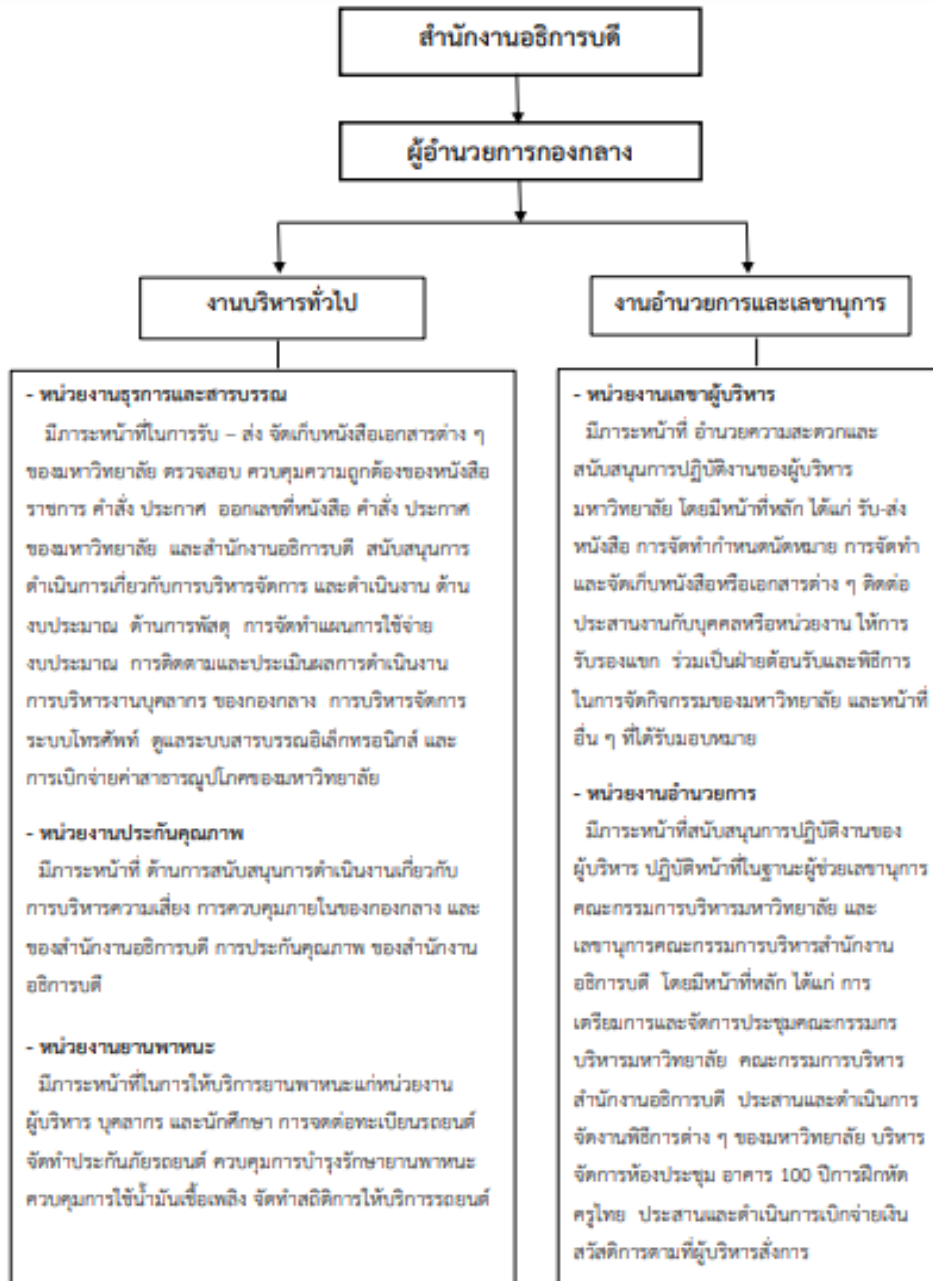 สำนักงานอธิการบดี
ผู้อำนวยการกองกลาง
งานบริหารทั่วไป
- หน่วยงานธุรการและสารบรรณ
มีภาระหน้าที่ในการรับ – ส่ง จัดเก็บหนังสือเอกสารต่าง ๆ
ของมหาวิทยาลัย ตรวจสอบ ควบคุมความถูกต้องของหนังสือ
ราชการ คำสั่ง ประกาศ ออกเลขที่หนังสือ คำสั่ง ประกาศ
ของมหาวิทยาลัย และสำนักงานอธิการบดี สนับสนุนการ
ดำเนินการเกี่ยวกับการบริหารจัดการ และดำเนินงาน ด้าน
งบประมาณ ด้านการพัสดุ การจัดทำแผนการใช้จ่าย
งบประมาณ การติดตามและประเมินผลการดำเนินงาน
การบริหารงานบุคลากร ของกองกลาง การบริหารจัดการ
ระบบโทรศัพท์ ดูแลระบบสารบรรณอิเล็กทรอนิกส์ และ
การเบิกจ่ายค่าสาธารณูปโภคของมหาวิทยาลัย
- หน่วยงานประกันคุณภาพ
มีภาระหน้าที่ ด้านการสนับสนุนการดำเนินงานเกี่ยวกับ
การบริหารความเสี่ยง การควบคุมภายในของกองกลาง และ
ของสำนักงานอธิการบดี การประกันคุณภาพ ของสำนักงาน
อธิการบดี
- หน่วยงานยานพาหนะ
มีภาระหน้าที่ในการให้บริการยานพาหนะแก่หน่วยงาน
ผู้บริหาร บุคลากร และนักศึกษา การจดต่อทะเบียนรถยนต์
จัดทำประกันภัยรถยนต์ ควบคุมการบำรุงรักษายานพาหนะ
ควบคุมการใช้น้ำมันเชื้อเพลิง จัดทำสถิติการให้บริการรถยนต์
งานอำนวยการและเลขานุการ
- หน่วยงานเลขาผู้บริหาร
มีภาระหน้าที่ อำนวยความสะดวกและ
สนับสนุนการปฏิบัติงานของผู้บริหาร
มหาวิทยาลัย โดยมีหน้าที่หลัก ได้แก่ รับ-ส่ง
หนังสือ การจัดทำกำหนดนัดหมาย การจัดทำ
และจัดเก็บหนังสือหรือเอกสารต่าง ๆ ติดต่อ
ประสานงานกับบุคคลหรือหน่วยงาน ให้การ
รับรองแขก ร่วมเป็นฝ่ายต้อนรับและพิธีการ
ในการจัดกิจกรรมของมหาวิทยาลัย และหน้าที่
อื่น ๆ ที่ได้รับมอบหมาย
- หน่วยงานอำนวยการ
มีภาระหน้าที่สนับสนุนการปฏิบัติงานของ
ผู้บริหาร ปฏิบัติหน้าที่ในฐานะผู้ช่วยเลขานุการ
คณะกรรมการบริหารมหาวิทยาลัย และ
เลขานุการคณะกรรมการบริหารสำนักงาน
อธิการบดี โดยมีหน้าที่หลัก ได้แก่ การ
เตรียมการและจัดการประชุมคณะกรรมกร
บริหารมหาวิทยาลัย คณะกรรมการบริหาร
สำนักงานอธิการบดี ประสานและดำเนินการ
จัดงานพิธีการต่าง ๆ ของมหาวิทยาลัย บริหาร
จัดการห้องประชุม อาคาร 100 ปีการฝึกหัด
ครูไทย ประสานและดำเนินการเบิกจ่ายเงิน
สวัสดิการตามที่ผู้บริหารสั่งการ